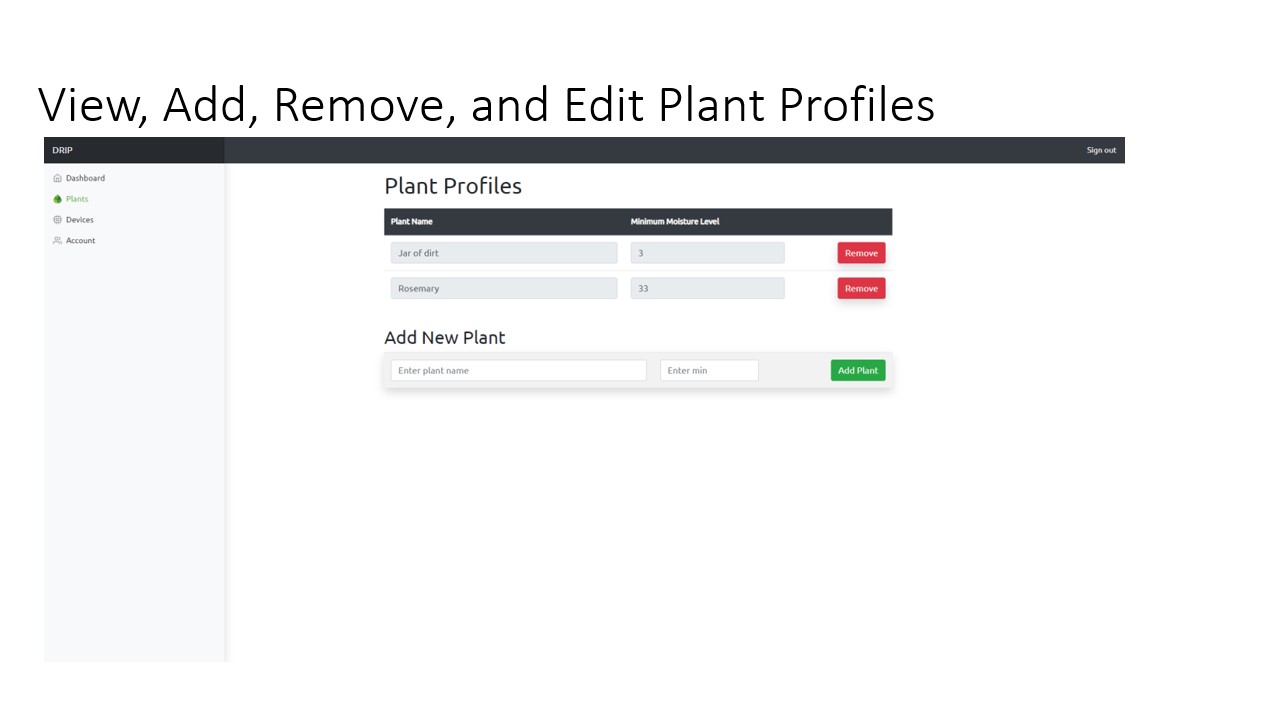 View, Add, Remove, and Edit Plant Profiles
DRIP
Sign out
Dashboard
Plants
Devices
Account
Plant Profiles
Plant Name
Minimum Moisture Level
Jar of dirt
3
Remove
Rosemary
33
Remove
Add New Plant
Enter plant name
Enter min
Add Plant